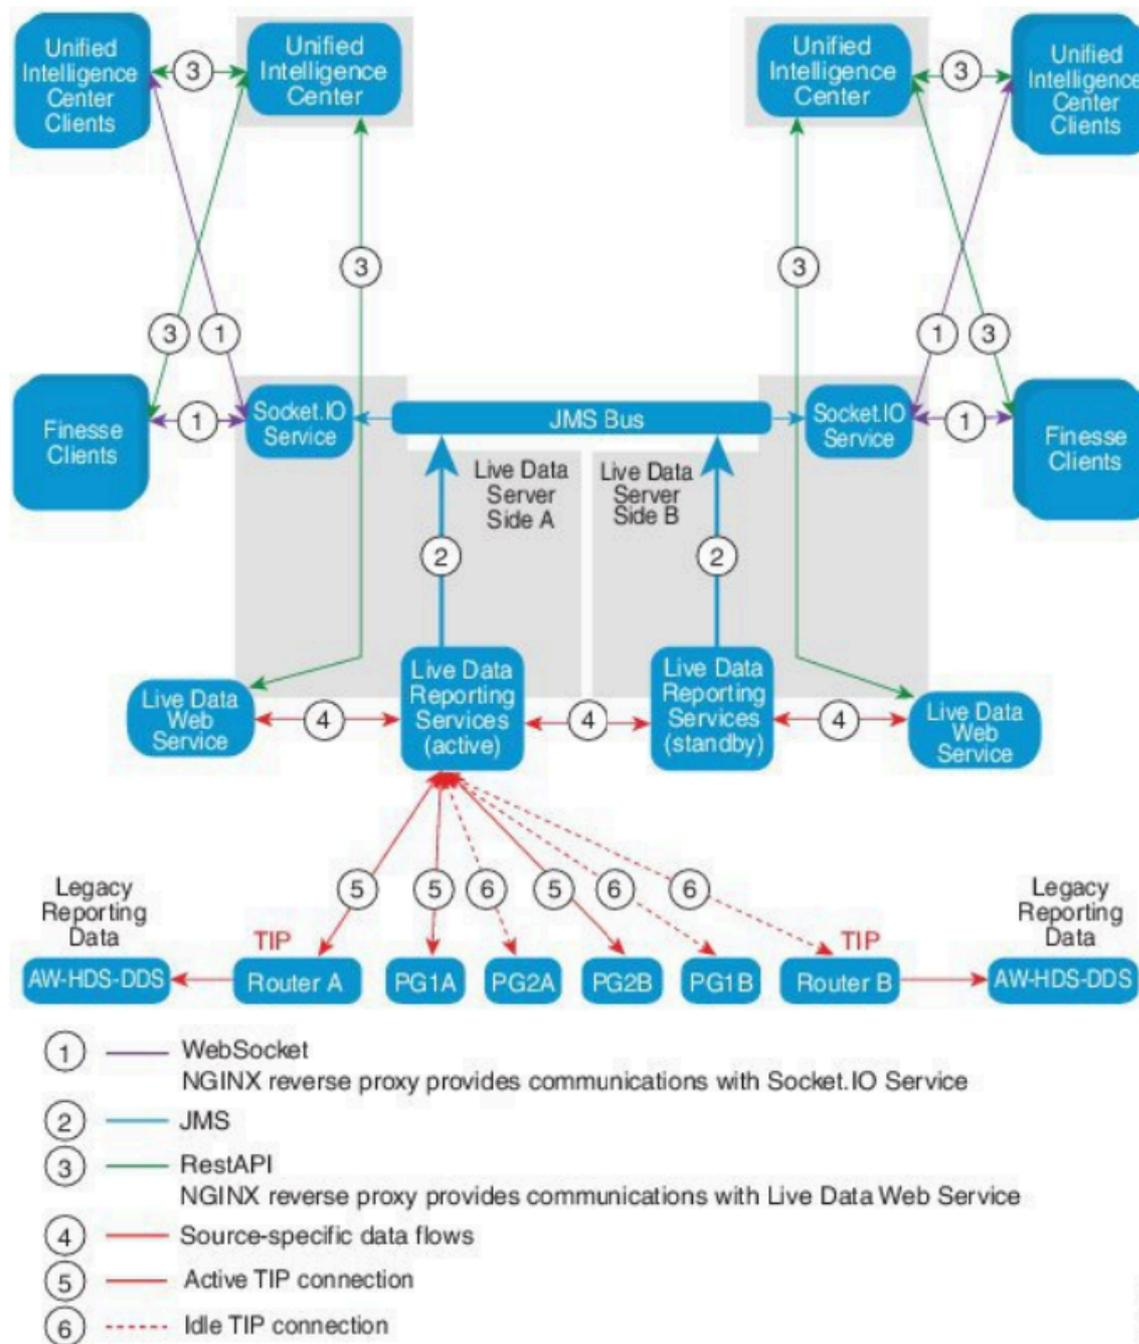 Unified
Intelligence
Center
Clients
3
Unified
Intelligence
Center
Unified
Intelligence
Center
3
Unified
Intelligence
Center
Clients
3
3
3
1
1
3
Finesse
Clients
1
Socket.IO
Service
JMS Bus
Socket.IO
Service
1
Finesse
Clients
Live Data
Server
Side A
Live Data
Server
Side B
2
2
Live Data
Web
Service
4
Live Data
Reporting
Services
(active)
4
Live Data
Reporting
Services
(standby)
4
Live Data
Web
Service
5
5
6
5
6
6
Legacy
Reporting
Data
TIP
TIP
Legacy
Reporting
Data
AW-HDS-DDS
Router A
PG1A
PG2A
PG2B
PG1B
Router B
AW-HDS-DDS
1 WebSocket
NGINX reverse proxy provides communications with Socket.IO Service
2 JMS
3 RestAPI
NGINX reverse proxy provides communications with Live Data Web Service
4 Source-specific data flows
5 Active TIP connection
6 Idle TIP connection